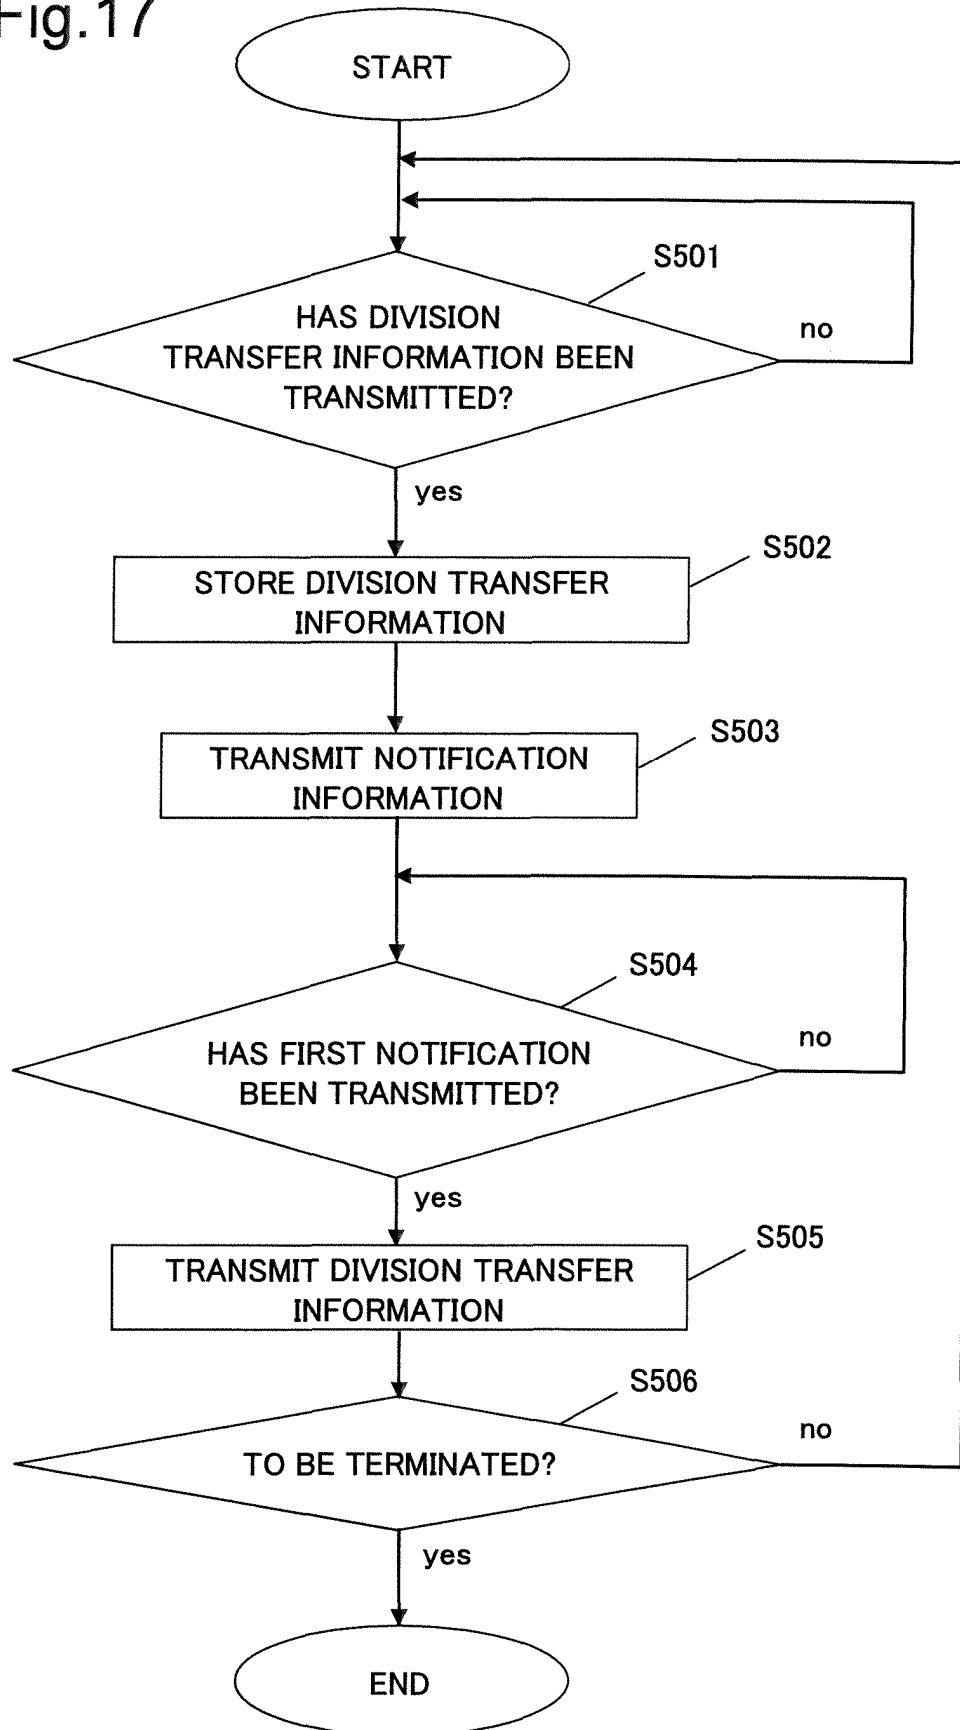 Fig.17
START
S501
HAS DIVISION
TRANSFER INFORMATION BEEN
TRANSMITTED?
no
yes
S502
STORE DIVISION TRANSFER
INFORMATION
S503
TRANSMIT NOTIFICATION
INFORMATION
S504
HAS FIRST NOTIFICATION
BEEN TRANSMITTED?
no
yes
S505
TRANSMIT DIVISION TRANSFER
INFORMATION
S506
TO BE TERMINATED?
no
yes
END